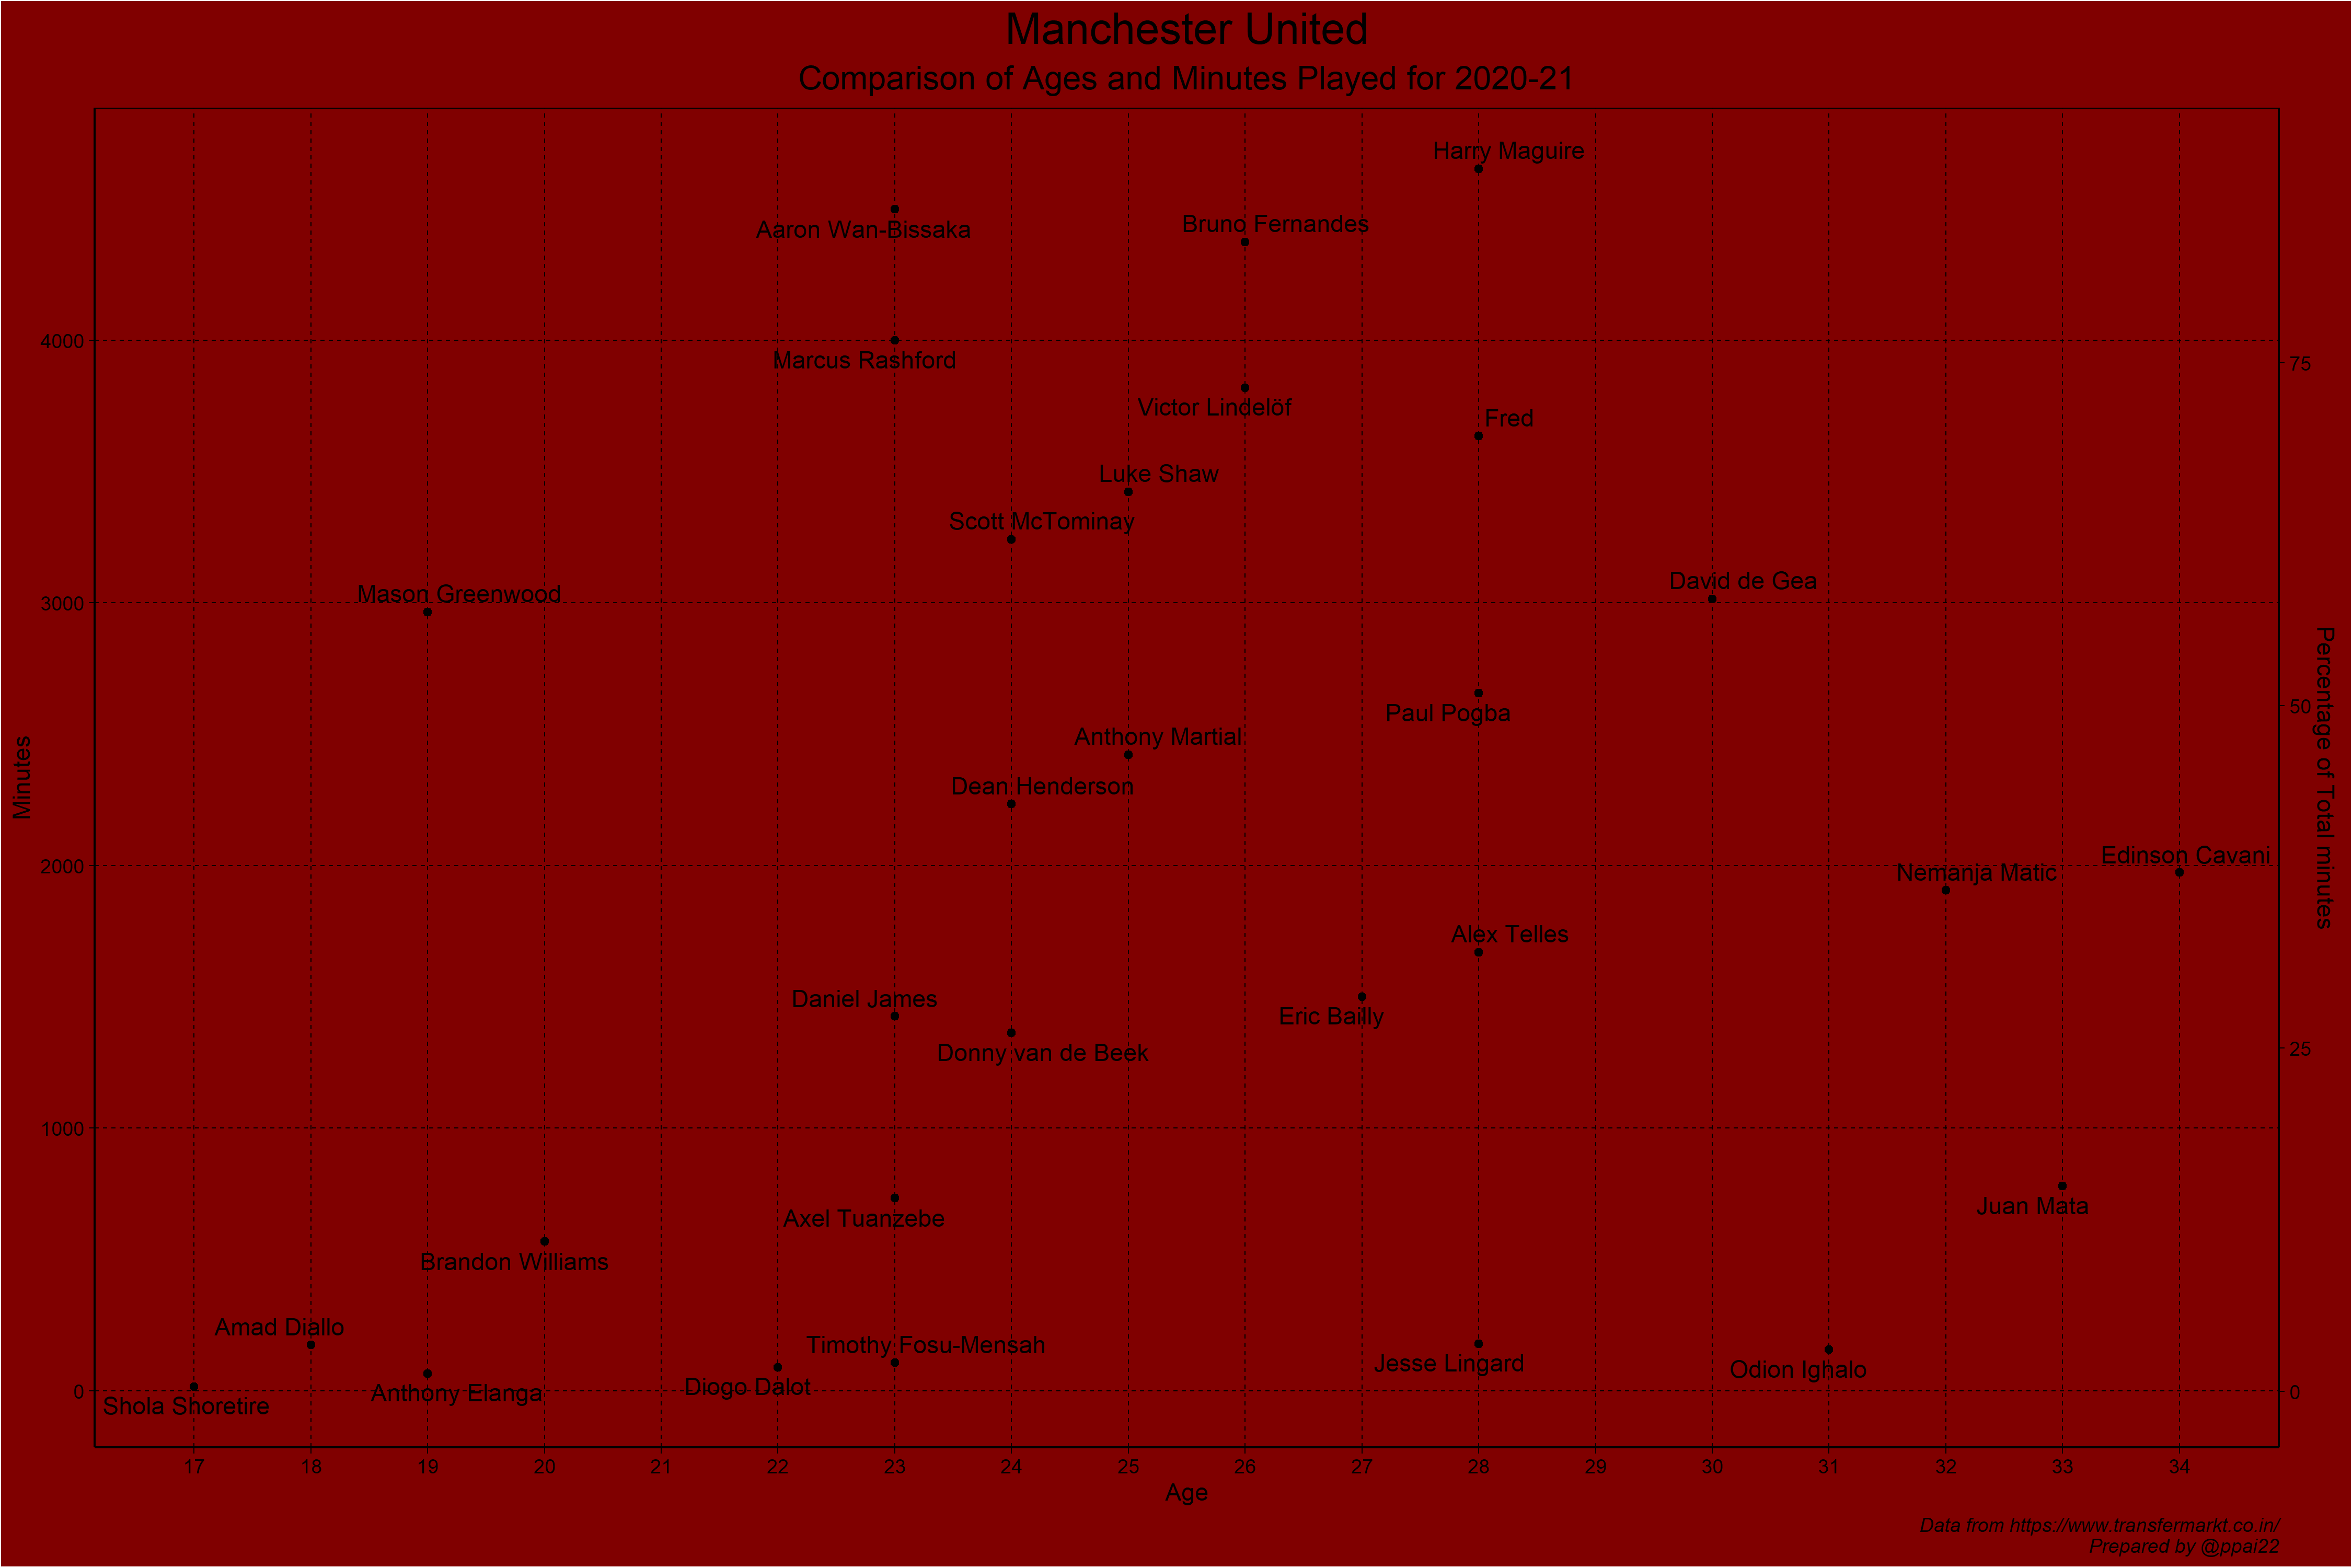 Manchester United
Comparison of Ages and Minutes Played for 2020-21
Harry Maguire
Aaron Wan-Bissaka
Bruno Fernandes
4000
Marcus Rashford
75
Victor Lindelöf
Fred
Luke Shaw
Scott McTominay
David de Gea
Mason Greenwood
3000
Percentage of Total minutes
Paul Pogba
50
Anthony Martial
Minutes
Dean Henderson
Edinson Cavani
2000
Nemanja Matic
Alex Telles
Daniel James
Eric Bailly
Donny van de Beek
25
1000
Juan Mata
Axel Tuanzebe
Brandon Williams
Amad Diallo
Timothy Fosu-Mensah
Jesse Lingard
Odion Ighalo
Diogo Dalot
Anthony Elanga
0
0
Shola Shoretire
17 18 19 20 21 22 23 24 25 26 27 28 29 30 31 32 33 34
Age
Data from https://www.transfermarkt.co.in/
Prepared by @ppai22